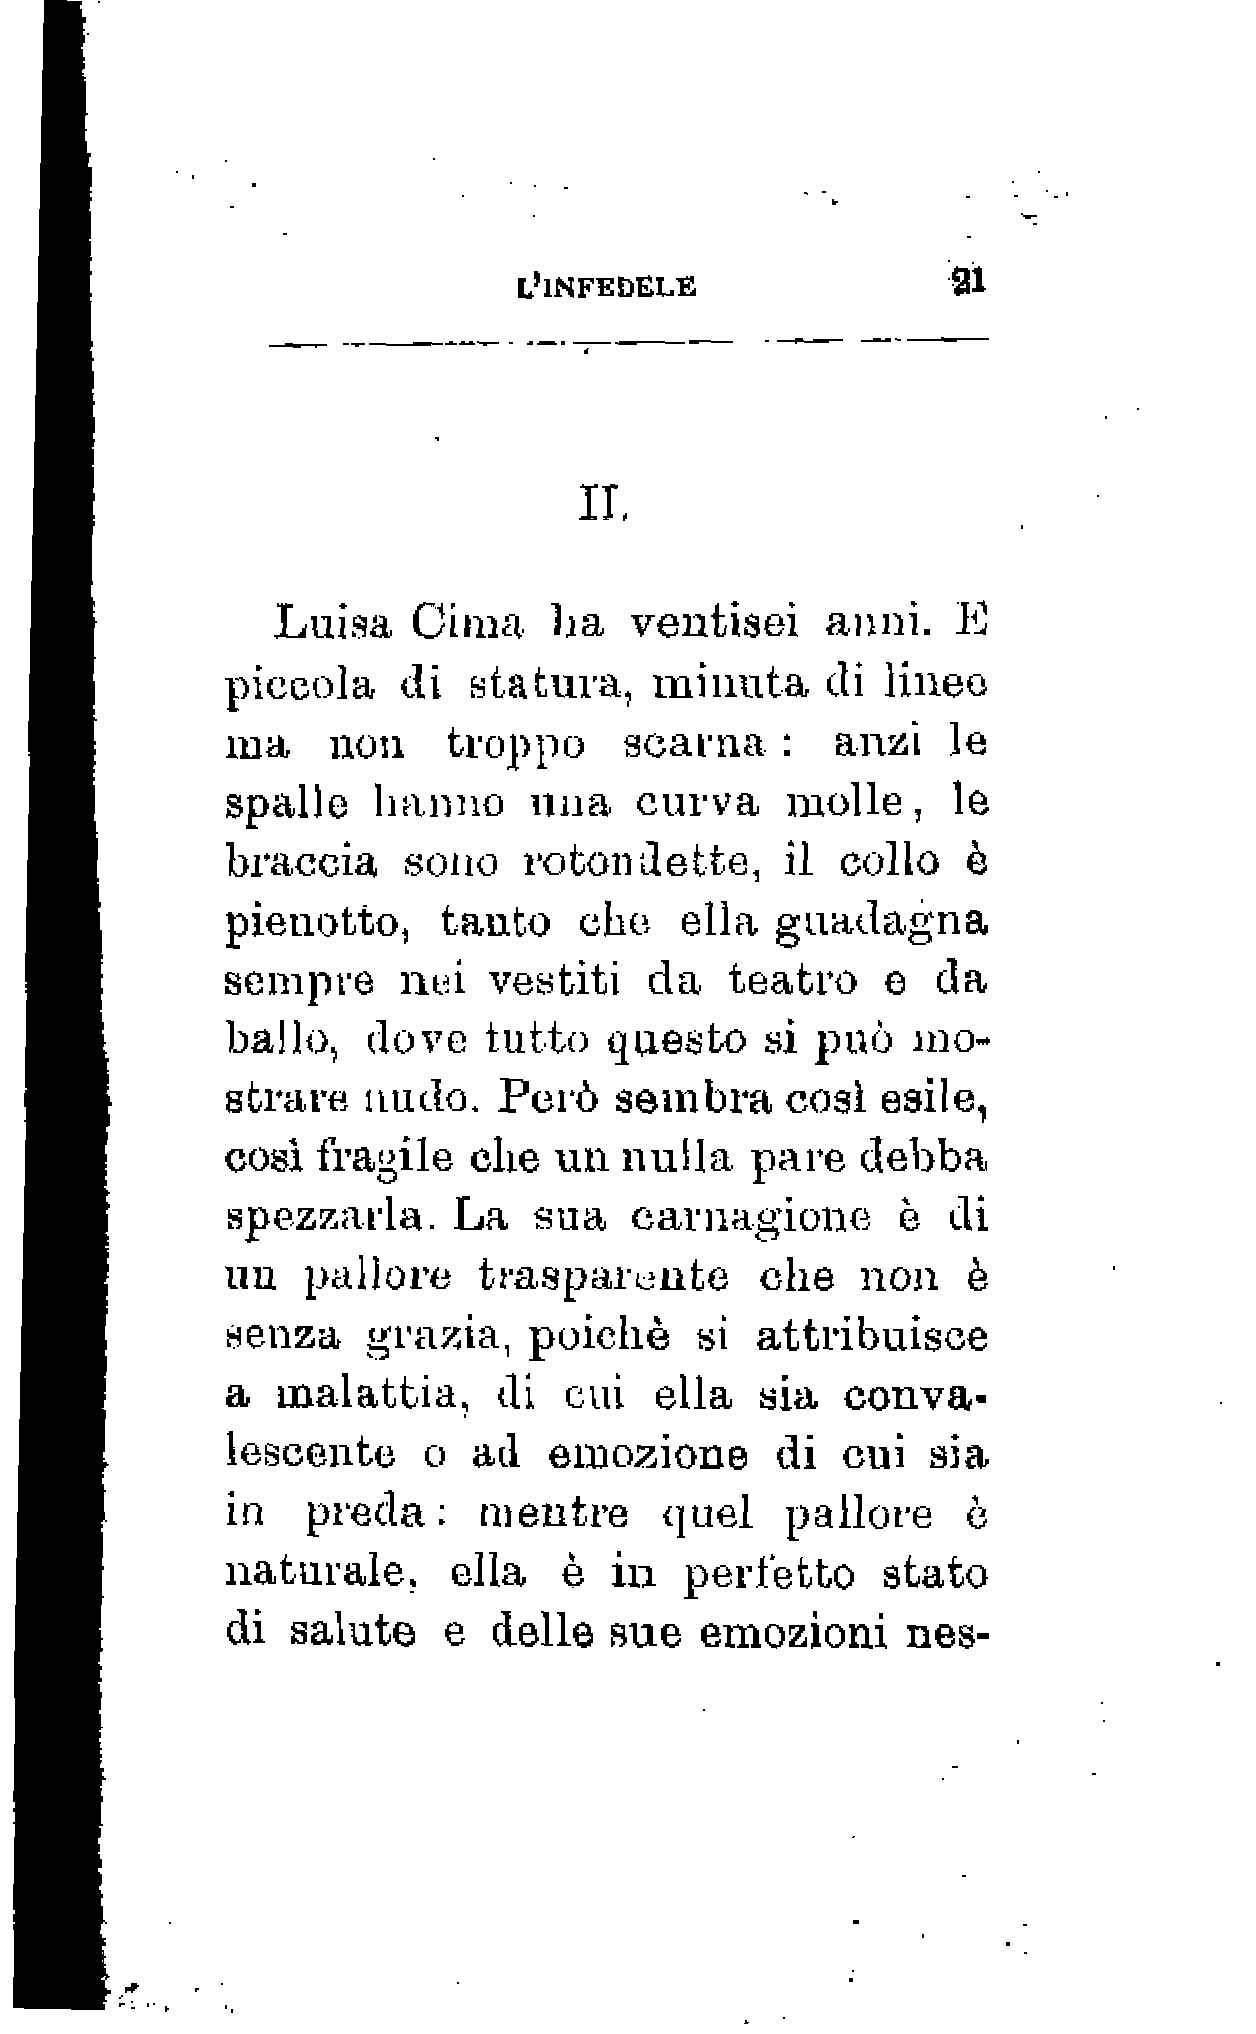 L'INFEDELE 21
II.
Luisa Cima ha ventisei anni. E
piccola di statura, minuta di linee
ma non troppo scarna : anzi le
spalle hanno una curva molle, le
braccia sono rotondette, il collo è
pienotto, tanto che ella guadagna
sempre nei vestiti da teatro e da
ballo, dove tutto questo si può mo-
strare nudo. Però sembra così esile,
così fragile che un nulla pare debba
spezzarla. La sua carnagione è di
un pallore trasparente che non è
senza grazia, poichè si attribuisce
a malattia, di cui ella sia conva-
lescente o ad emozione di cui sia
in preda : mentre quel pallore è
naturale, ella è in perfetto stato
di salute e delle sue emozioni nes-